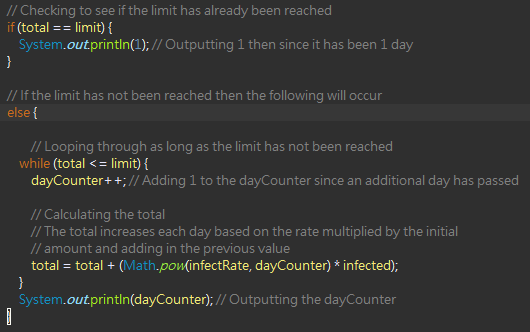 // Checking to see if the limit has already been reached
if (total == limit) {
System.out.println(1); // Outputting 1 then since it has been 1 day
}
// If the limit has not been reached then the following will occur
else {
// Looping through as long as the limit has not been reached
while (total <= limit) {
dayCounter++; // Adding 1 to the dayCounter since an additional day has passed
// Calculating the total
// The total increases each day based on the rate multiplied by the initial
// amount and adding in the previous value
total = total + (Math.pow(infectRate, dayCounter) * infected);
}
System.out.println(dayCounter); // Outputting the dayCounter
}